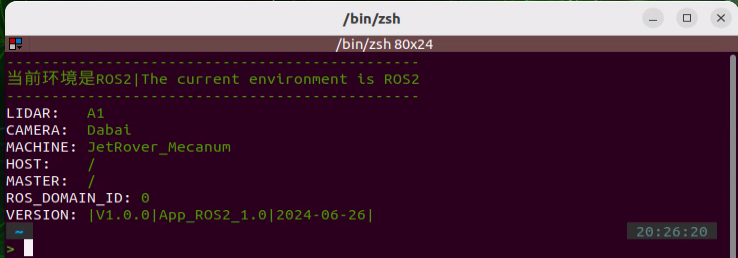 /bin/zsh
/bin/zsh 80x24
-----------------------------------------------
当前环境是ROS2|The current environment is ROS2
-----------------------------------------------
LIDAR: A1
CAMERA: Dabai
MACHINE: JetRover_Mecanum
HOST: /
MASTER: /
ROS_DOMAIN_ID: 0
VERSION: |V1.0.0|App_ROS2_1.0|2024-06-26|
~ 20:26:20
>